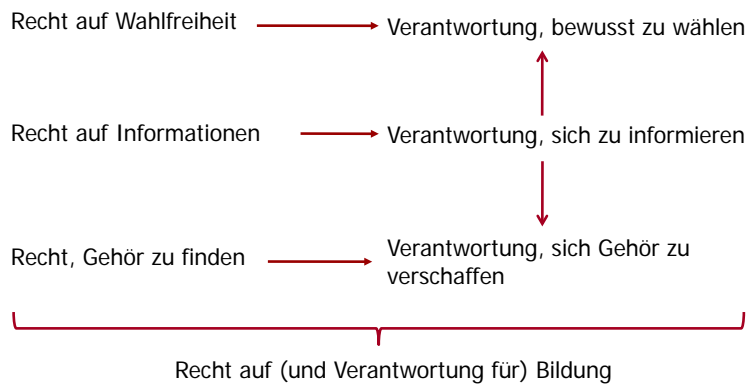 Recht auf Wahlfreiheit
Verantwortung, bewusst zu wählen
Recht auf Informationen
Verantwortung, sich zu informieren
Recht, Gehör zu finden
Verantwortung, sich Gehör zu
verschaffen
Recht auf (und Verantwortung für) Bildung